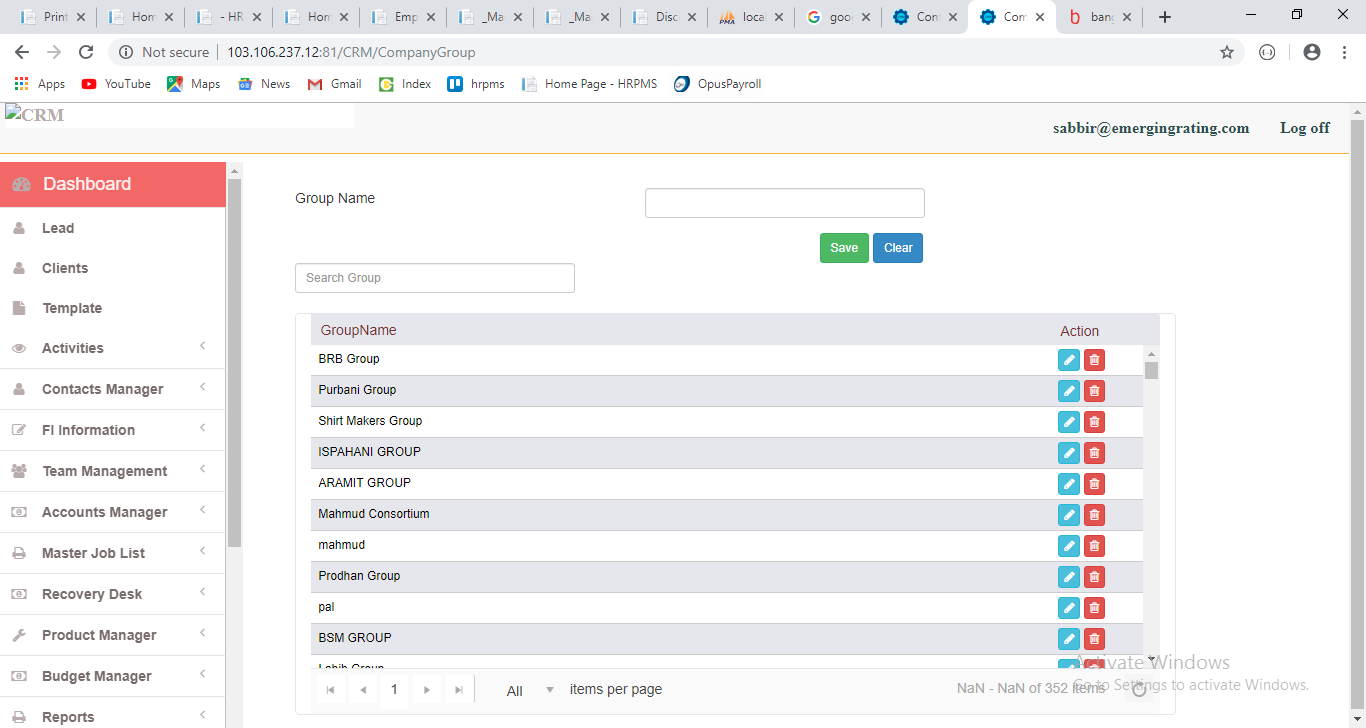 Print
Hom
- HR
Hom
Emp
_Ma
_Ma
Disc
PMA
local
goo
Con
Com
bang
Not secure
103.106.237.12:81/CRM/CompanyGroup
Apps
YouTube
Maps
News
Gmail
Index
hrpms
Home Page - HRPMS
OpusPayroll
CRM
sabbir@emergingrating.com
Log off
Dashboard
Lead
Clients
Template
Activities
Contacts Manager
FI Information
Team Management
Accounts Manager
Master Job List
Recovery Desk
Product Manager
Budget Manager
Reports
Group Name
Save
Clear
Search Group
GroupName
Action
BRB Group
Purbani Group
Shirt Makers Group
ISPAHANI GROUP
ARAMIT GROUP
Mahmud Consortium
mahmud
Prodhan Group
pal
BSM GROUP
Labib Group
1
All
items per page
NaN - NaN of 352 items
Activate Windows
Go to Settings to activate Windows.